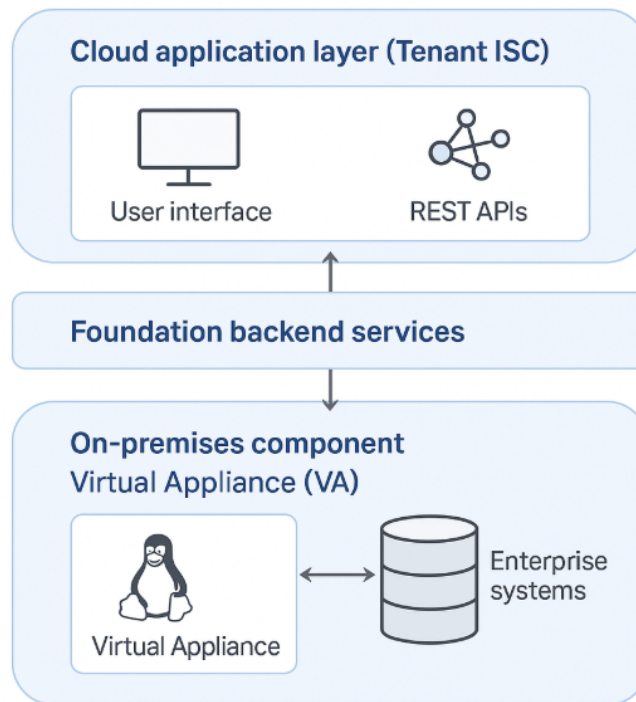 Cloud application layer (Tenant ISC)
User interface
REST APIs
Foundation backend services
On-premises component
Virtual Appliance (VA)
Virtual Appliance
Enterprise
systems